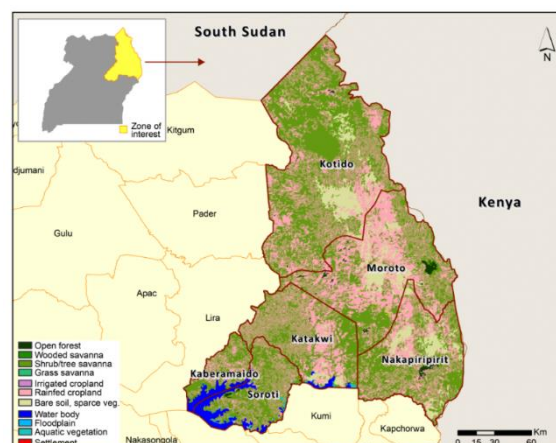 South Sudan
N
Zone of
interest
Kitgum
Kotido
Kenya
Pader
Gulu
Moroto
Apac
Lira
Katakwi
Nakapiripirit
Kaberamaido
Soroti
Kumi
Kapchorwa
Nakasongola
Open forest
Wooded savanna
Shrub/tree savanna
Grass savanna
Irrigated cropland
Rainfed cropland
Bare soil, sparce veg.
Water body
Floodplain
Aquatic vegetation
Settlement
0 15 30 60
Km